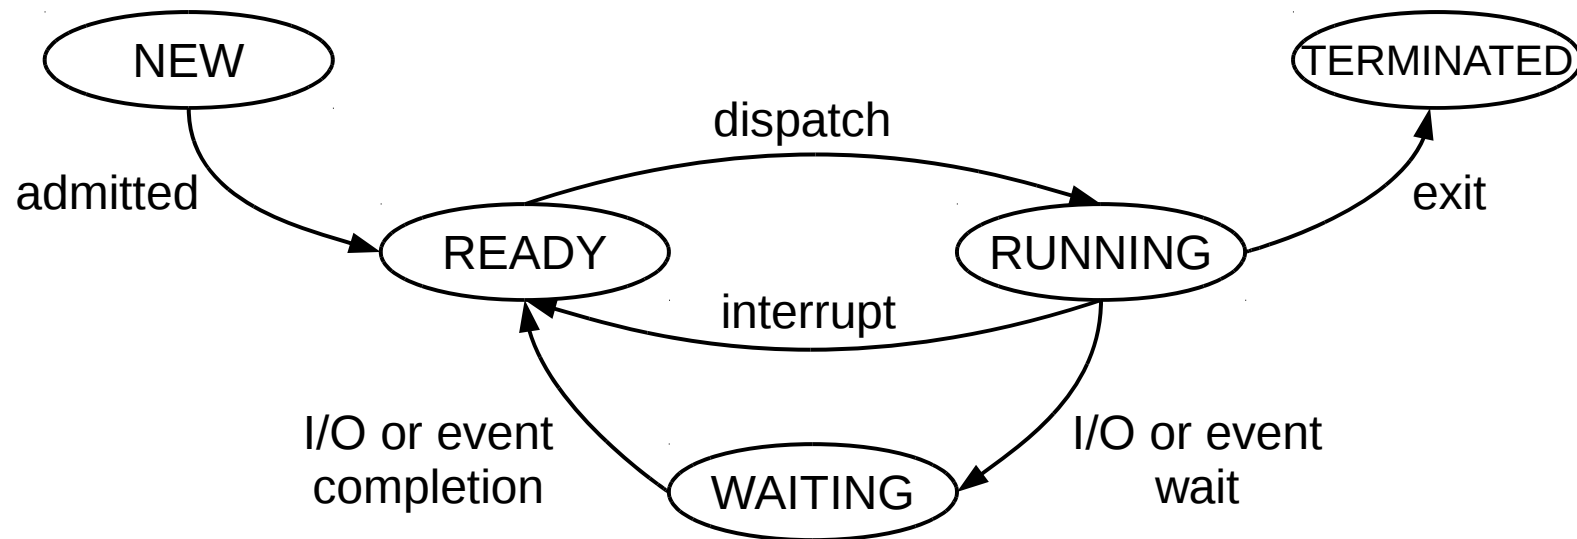 NEW
TERMINATED
dispatch
admitted
exit
READY
RUNNING
interrupt
I/O or event
completion
I/O or event
wait
WAITING